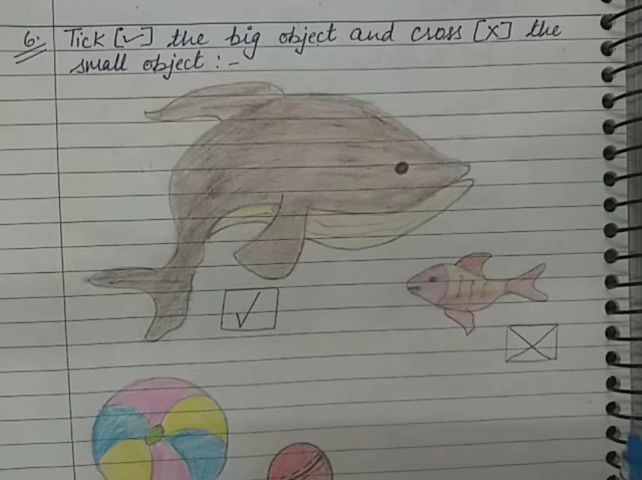 6. Tick [✓] the big object and cross [x] the
small object :-